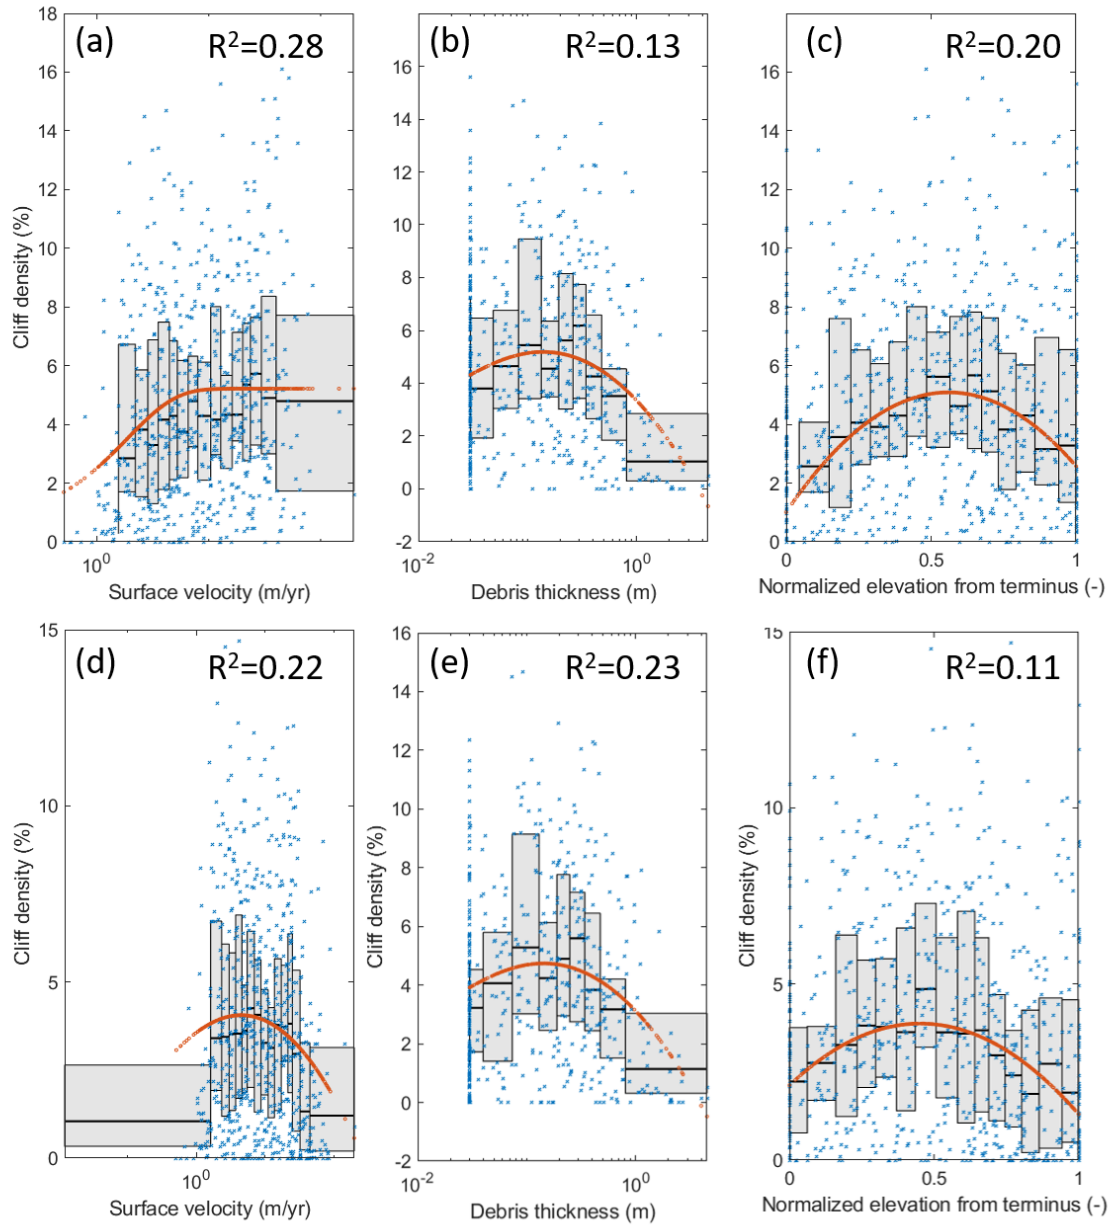 (a) R²=0.28
18
16
14
12
10
8
6
4
2
0
Cliff density (%)
10⁰
Surface velocity (m/yr)
(b) R²=0.13
16
14
12
10
8
6
4
2
0
-2
10⁻² 10⁰
Debris thickness (m)
(c) R²=0.20
16
14
12
10
8
6
4
2
0
0 0.5 1
Normalized elevation from terminus (-)
(d) R²=0.22
15
10
5
0
Cliff density (%)
10⁰
Surface velocity (m/yr)
(e) R²=0.23
16
14
12
10
8
6
4
2
0
-2
Cliff density (%)
10⁻² 10⁰
Debris thickness (m)
(f) R²=0.11
15
10
5
0
Cliff density (%)
0 0.5 1
Normalized elevation from terminus (-)